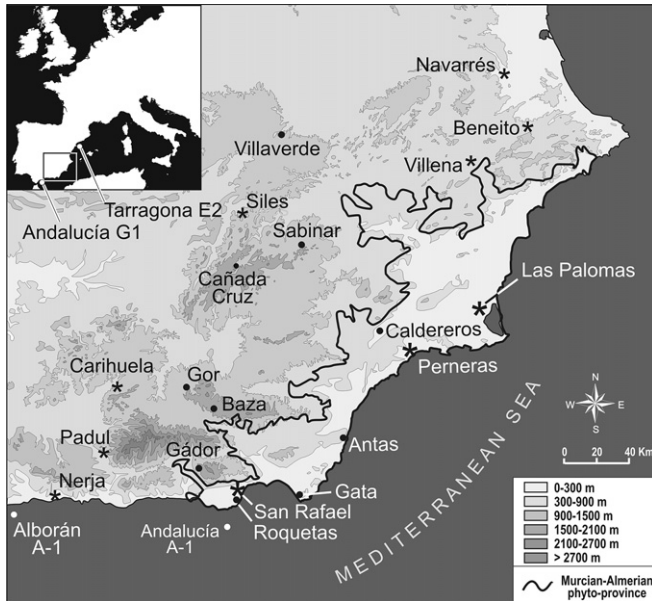 Navarrés
Beneito
Villaverde
Villena
Tarragona E2
Siles
Andalucía G1
Sabinar
Cañada
Cruz
Las Palomas
Caldereros
Perneras
Carihuela
Gor
Baza
N
W E
S
Padul
Antas
0 20 40 Km
Gádor
Nerja
Gata
San Rafael
Roquetas
Alborán
A-1
Andalucía
A-1
MEDITERRANEAN SEA
0-300 m
300-900 m
900-1500 m
1500-2100 m
2100-2700 m
> 2700 m
Murcian-Almerian
phyto-province